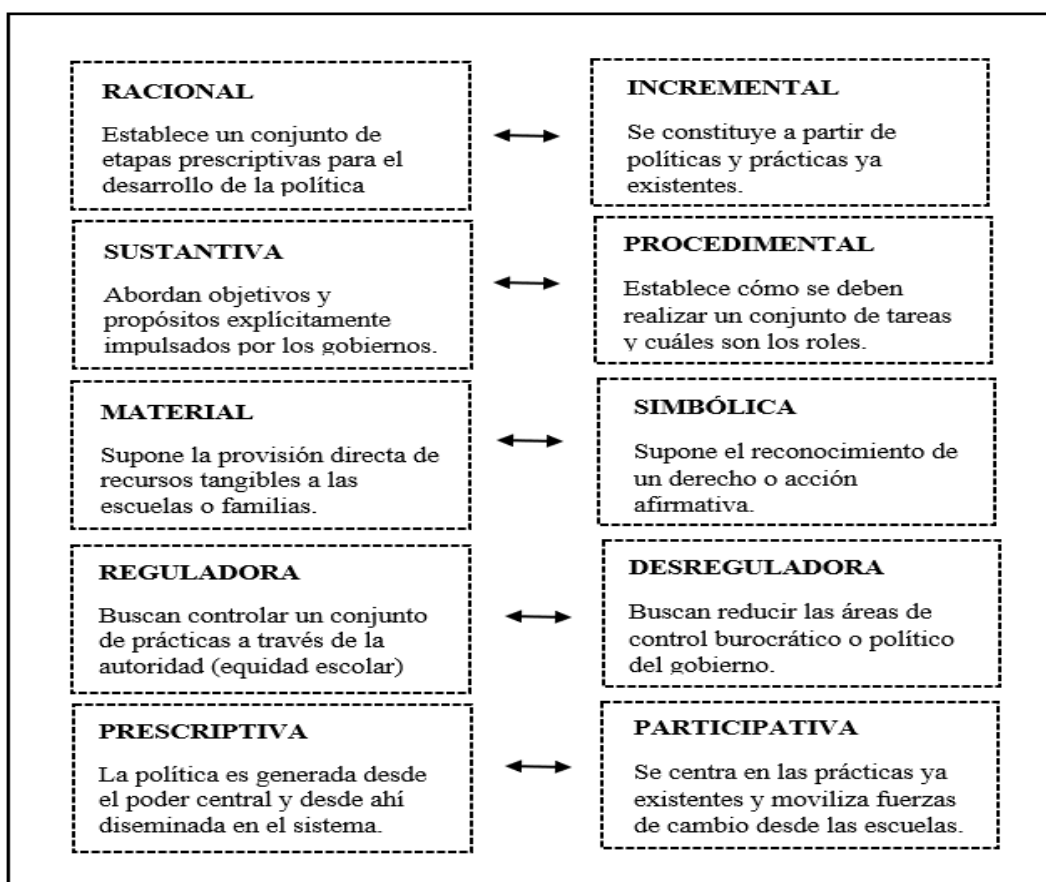 RACIONAL
Establece un conjunto de
etapas prescriptivas para el
desarrollo de la política
INCREMENTAL
Se constituye a partir de
políticas y prácticas ya
existentes.
SUSTANTIVA
Abordan objetivos y
propósitos explícitamente
impulsados por los gobiernos.
PROCEDIMENTAL
Establece cómo se deben
realizar un conjunto de tareas
y cuáles son los roles.
MATERIAL
Supone la provisión directa de
recursos tangibles a las
escuelas o familias.
SIMBÓLICA
Supone el reconocimiento de
un derecho o acción
afirmativa.
REGULADORA
Buscan controlar un conjunto
de prácticas a través de la
autoridad (equidad escolar)
DESREGULADORA
Buscan reducir las áreas de
control burocrático o político
del gobierno.
PRESCRIPTIVA
La política es generada desde
el poder central y desde ahí
diseminada en el sistema.
PARTICIPATIVA
Se centra en las prácticas ya
existentes y moviliza fuerzas
de cambio desde las escuelas.